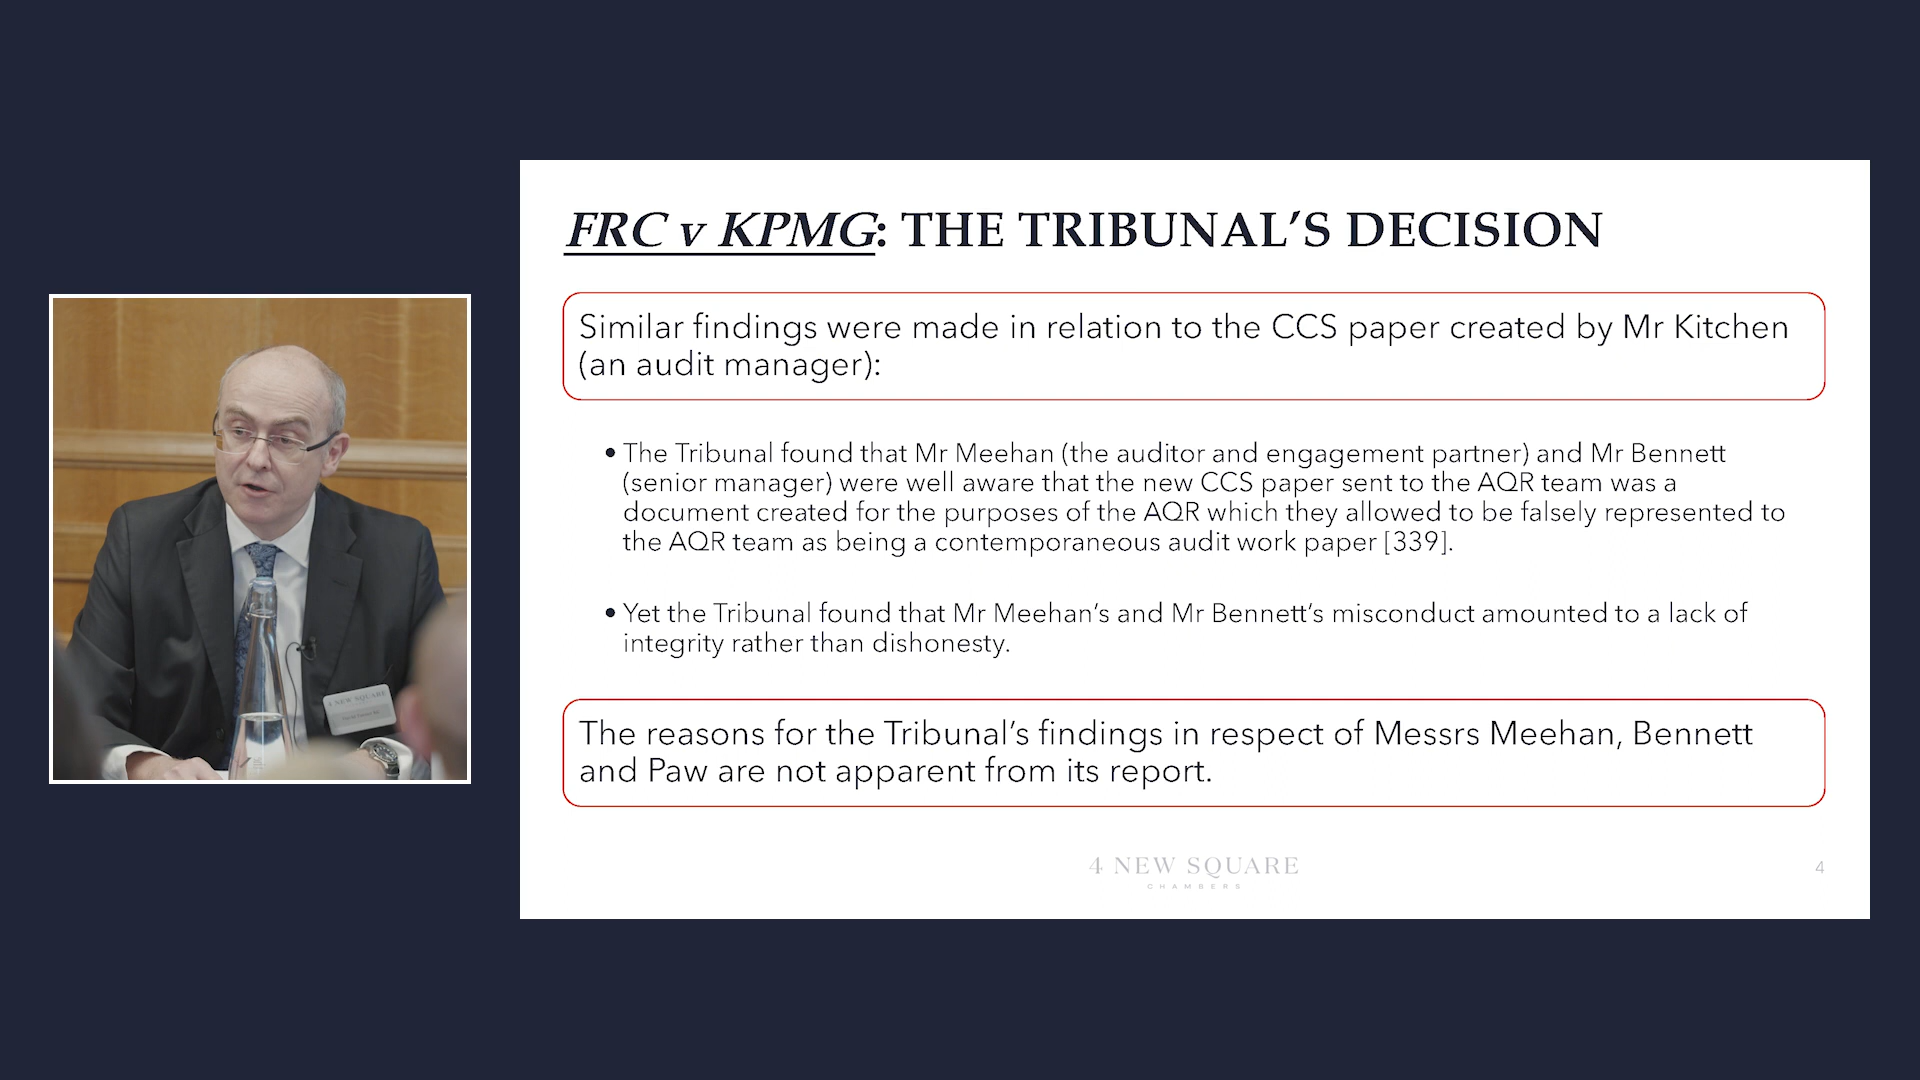 FRC v KPMG: THE TRIBUNAL’S DECISION
Similar findings were made in relation to the CCS paper created by Mr Kitchen
(an audit manager):
• The Tribunal found that Mr Meehan (the auditor and engagement partner) and Mr Bennett
(senior manager) were well aware that the new CCS paper sent to the AQR team was a
document created for the purposes of the AQR which they allowed to be falsely represented to
the AQR team as being a contemporaneous audit work paper [339].
• Yet the Tribunal found that Mr Meehan’s and Mr Bennett’s misconduct amounted to a lack of
integrity rather than dishonesty.
The reasons for the Tribunal’s findings in respect of Messrs Meehan, Bennett
and Paw are not apparent from its report.
4 NEW SQUARE
CHAMBERS
4
4 NEW SQUARE